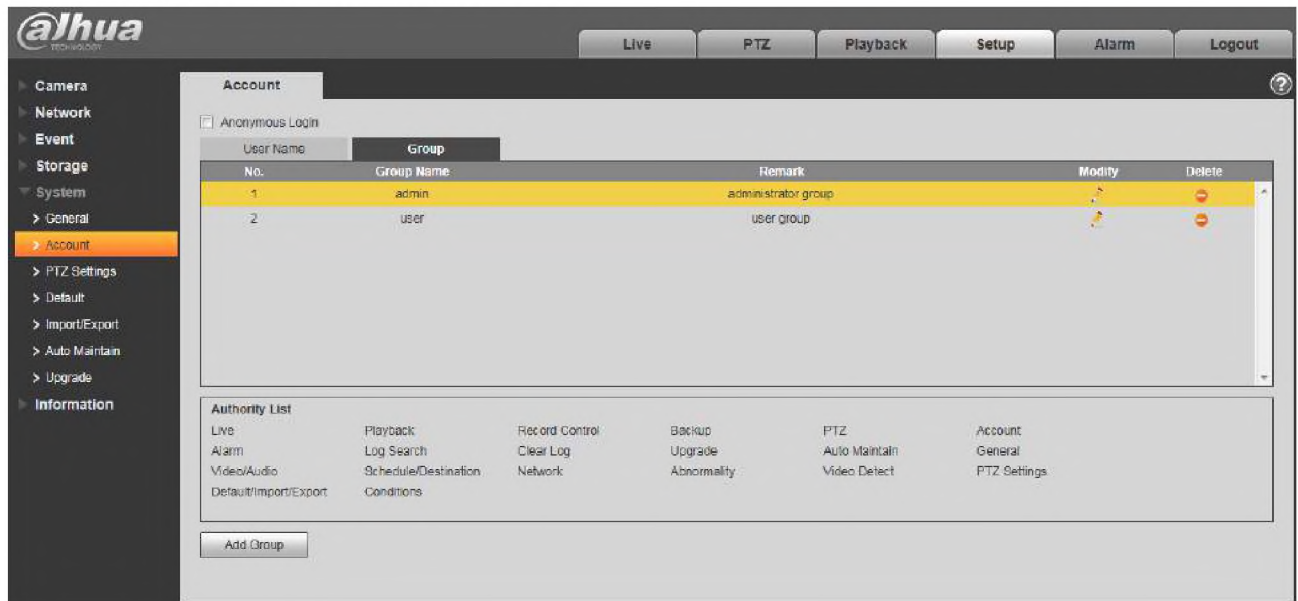 alhua
TECHNOLOGY
Live PTZ Playback Setup Alarm Logout
Camera
Network
Event
Storage
System
General
Account
PTZ Settings
Default
Import/Export
Auto Maintain
Upgrade
Information
Account
?
Anonymous Login
User Name Group
No. Group Name Remark Modify Delete
1 admin administrator group
2 user user group
Authority List
Live Playback Record Control Backup PTZ Account
Alarm Log Search Clear Log Upgrade Auto Maintain General
Video/Audio Schedule/Destination Network Abnormality Video Detect PTZ Settings
Default/Import/Export Conditions
Add Group